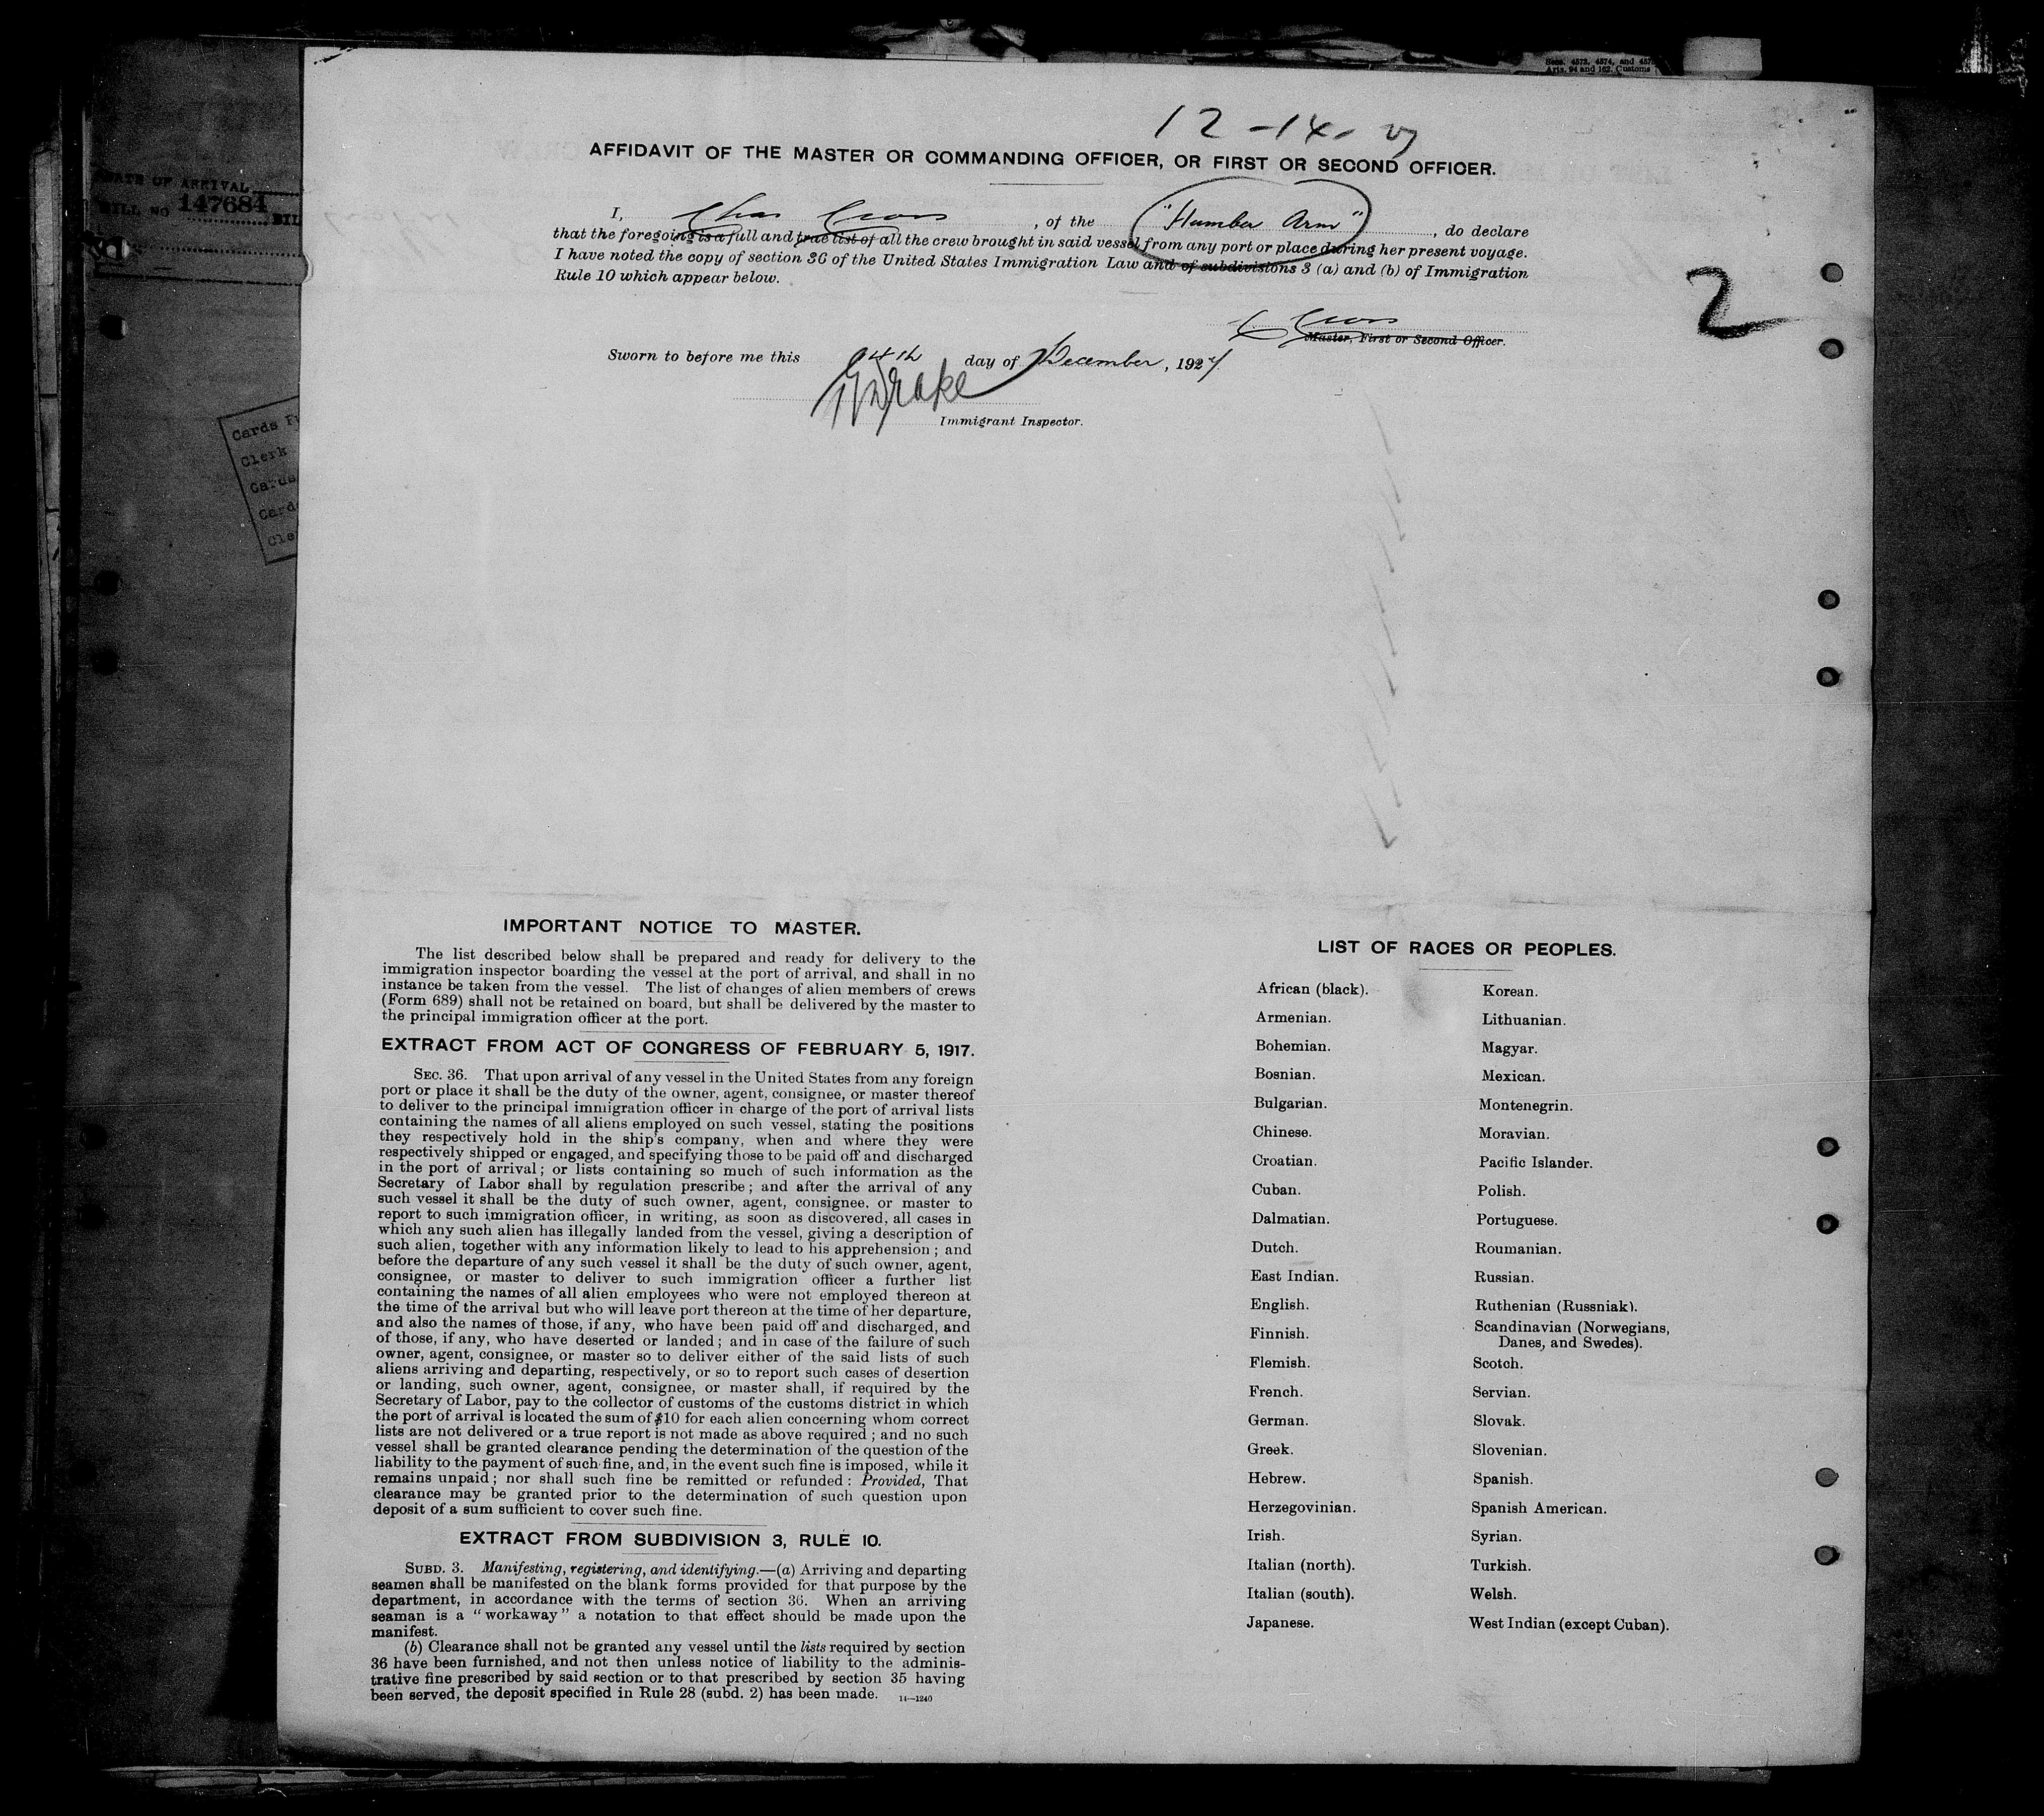 Secs. 4573, 4574, and 457
Arts. 94 and 162, Customs
12-14-27
AFFIDAVIT OF THE MASTER OR COMMANDING OFFICER, OR FIRST OR SECOND OFFICER.
DATE OF ARRIVAL
BILL NO 147684 BIL
I, Chas , of the "Humber Arm" , do declare
that the foregoing is a full and true list of all the crew brought in said vessel from any port or place during her present voyage.
I have noted the copy of section 36 of the United States Immigration Law and of subdivisions 3 (a) and (b) of Immigration
Rule 10 which appear below.
2
Master, First or Second Officer.
Sworn to before me this 14th day of December, 1927.
Drake
Immigrant Inspector.
Cards Fu
Clerk
Cards
Cards
Cle
IMPORTANT NOTICE TO MASTER.
The list described below shall be prepared and ready for delivery to the
immigration inspector boarding the vessel at the port of arrival, and shall in no
instance be taken from the vessel. The list of changes of alien members of crews
(Form 689) shall not be retained on board, but shall be delivered by the master to
the principal immigration officer at the port.
EXTRACT FROM ACT OF CONGRESS OF FEBRUARY 5, 1917.
SEC. 36. That upon arrival of any vessel in the United States from any foreign
port or place it shall be the duty of the owner, agent, consignee, or master thereof
to deliver to the principal immigration officer in charge of the port of arrival lists
containing the names of all aliens employed on such vessel, stating the positions
they respectively hold in the ship's company, when and where they were
respectively shipped or engaged, and specifying those to be paid off and discharged
in the port of arrival; or lists containing so much of such information as the
Secretary of Labor shall by regulation prescribe; and after the arrival of any
such vessel it shall be the duty of such owner, agent, consignee. or master to
report to such immigration officer, in writing, as soon as discovered, all cases in
which any such alien has illegally landed from the vessel, giving a description of
such alien, together with any information likely to lead to his apprehension; and
before the departure of any such vessel it shall be the duty of such owner, agent,
consignee, or master to deliver to such immigration officer a further list
containing the names of all alien employees who were not employed thereon at
the time of the arrival but who will leave port thereon at the time of her departure,
and also the names of those, if any, who have been paid off and discharged, and
of those, if any, who have deserted or landed; and in case of the failure of such
owner, agent, consignee, or master so to deliver either of the said lists of such
aliens arriving and departing, respectively, or so to report such cases of desertion
or landing, such owner, agent, consignee, or master shall, if required by the
Secretary of Labor, pay to the collector of customs of the customs district in which
the port of arrival is located the sum of $10 for each alien concerning whom correct
lists are not delivered or a true report is not made as above required; and no such
vessel shall be granted clearance pending the determination of the question of the
liability to the payment of such fine, and, in the event such fine is imposed, while it
remains unpaid; nor shall such fine be remitted or refunded: Provided, That
clearance may be granted prior to the determination of such question upon
deposit of a sum sufficient to cover such fine.
EXTRACT FROM SUBDIVISION 3, RULE 10.
SUBD. 3. Manifesting, registering, and identifying.—(a) Arriving and departing
seamen shall be manifested on the blank forms provided for that purpose by the
department, in accordance with the terms of section 36. When an arriving
seaman is a "workaway" a notation to that effect should be made upon the
manifest.
(b) Clearance shall not be granted any vessel until the lists required by section
36 have been furnished, and not then unless notice of liability to the adminis-
trative fine prescribed by said section or to that prescribed by section 35 having
been served, the deposit specified in Rule 28 (subd. 2) has been made. 14—1240
LIST OF RACES OR PEOPLES.
African (black).
Armenian.
Bohemian.
Bosnian.
Bulgarian.
Chinese.
Croatian.
Cuban.
Dalmatian.
Dutch.
East Indian.
English.
Finnish.
Flemish.
French.
German.
Greek.
Hebrew.
Herzegovinian.
Irish.
Italian (north).
Italian (south).
Japanese.
Korean.
Lithuanian.
Magyar.
Mexican.
Montenegrin.
Moravian.
Pacific Islander.
Polish.
Portuguese.
Roumanian.
Russian.
Ruthenian (Russniak).
Scandinavian (Norwegians,
Danes, and Swedes).
Scotch.
Servian.
Slovak.
Slovenian.
Spanish.
Spanish American.
Syrian.
Turkish.
Welsh.
West Indian (except Cuban).